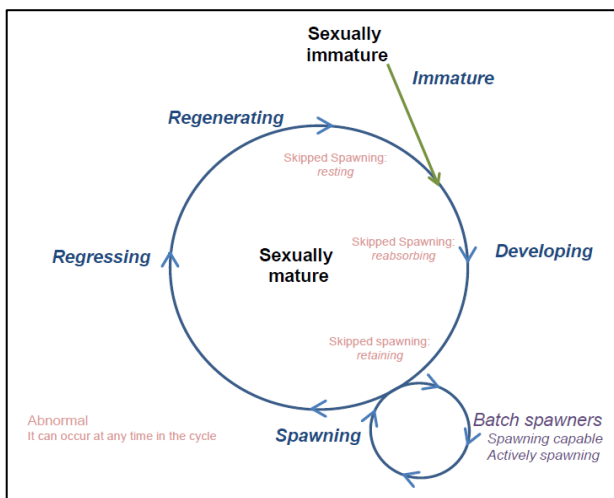 Sexually
immature
Immature
Regenerating
Skipped Spawning:
resting
Regressing
Sexually
mature
Skipped Spawning:
reabsorbing
Developing
Skipped spawning:
retaining
Abnormal
It can occur at any time in the cycle
Spawning
Batch spawners
Spawning capable
Actively spawning